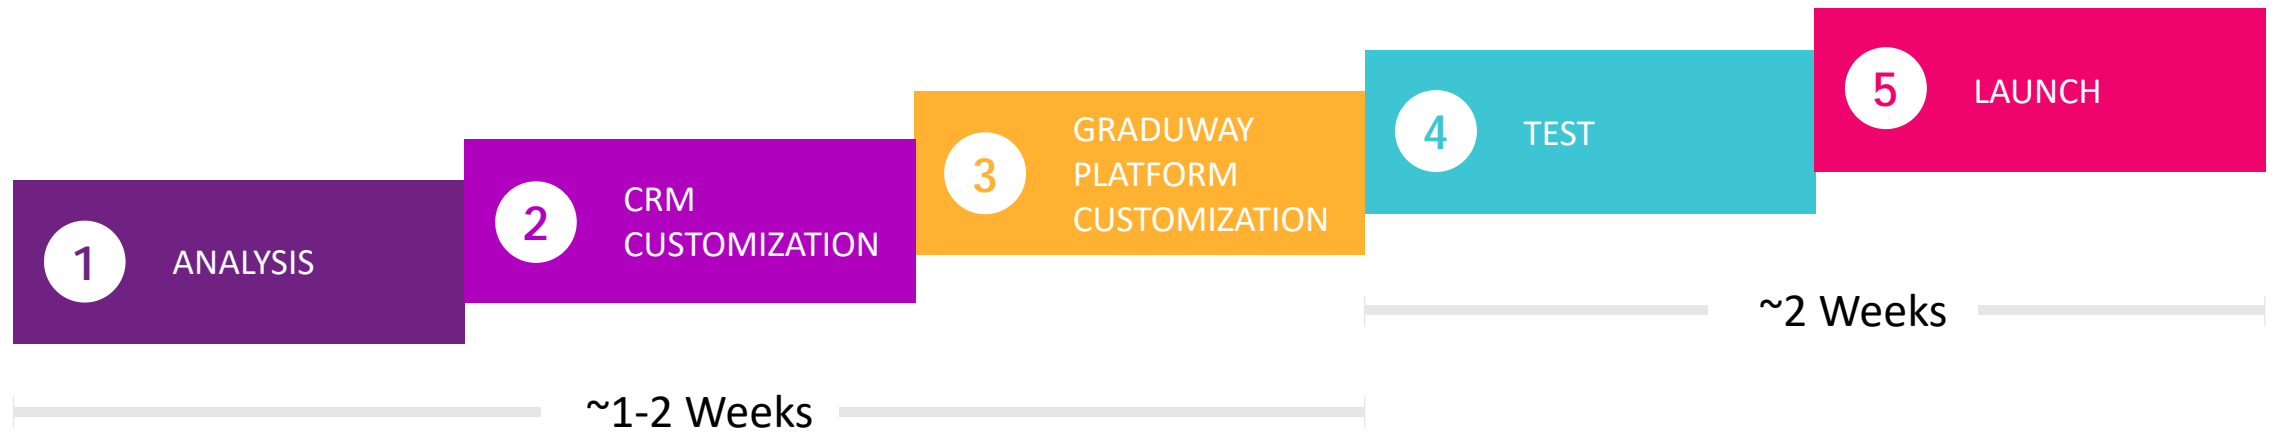 1
ANALYSIS
2
CRM
CUSTOMIZATION
3
GRADUWAY
PLATFORM
CUSTOMIZATION
4
TEST
5
LAUNCH
~1-2 Weeks
~2 Weeks